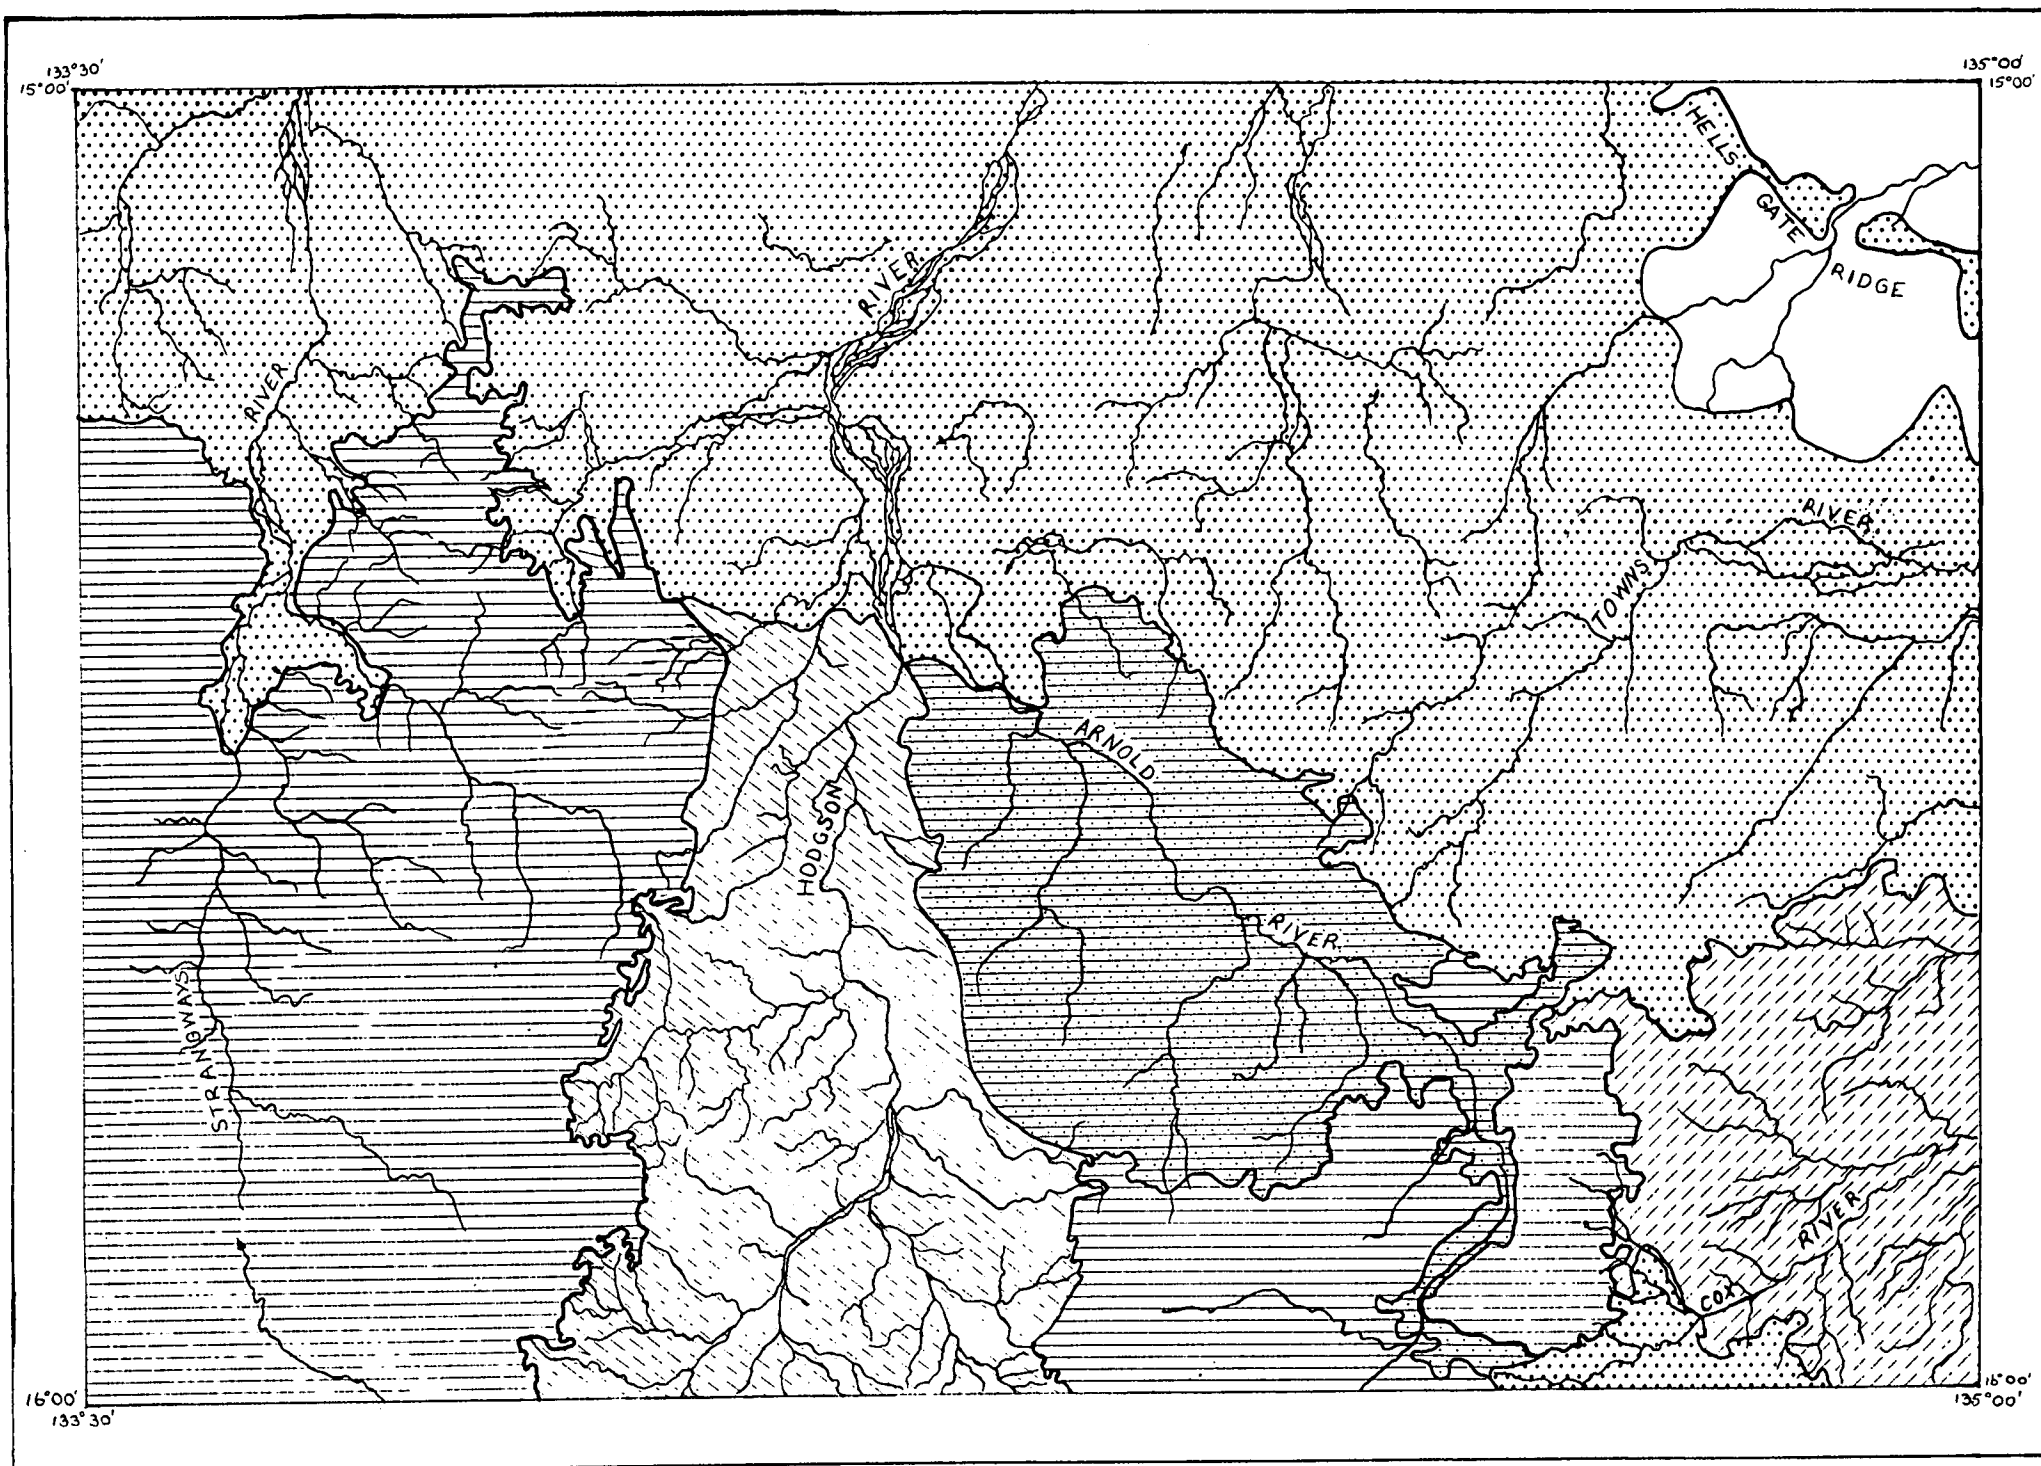 133°30'
135°00'
15°00'
15°00'
HELLS
GATE
RIDGE
RIVER
RIVER
RIVER
TOWNS
ARNOLD
RIVER
HODGSON
STRANGWAYS
RIVER
COX
16°00'
133°30'
16°00'
135°00'